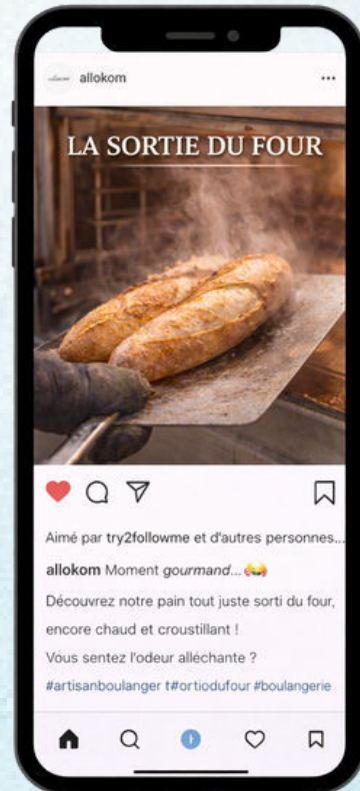 allokom
LA SORTIE DU FOUR
Aimé par try2followme et d'autres personnes...
allokom Moment gourmand...
Découvrez notre pain tout juste sorti du four,
encore chaud et croustillant !
Vous sentez l'odeur alléchante ?
#artisanboulanger t#ortiodufour #boulangerie